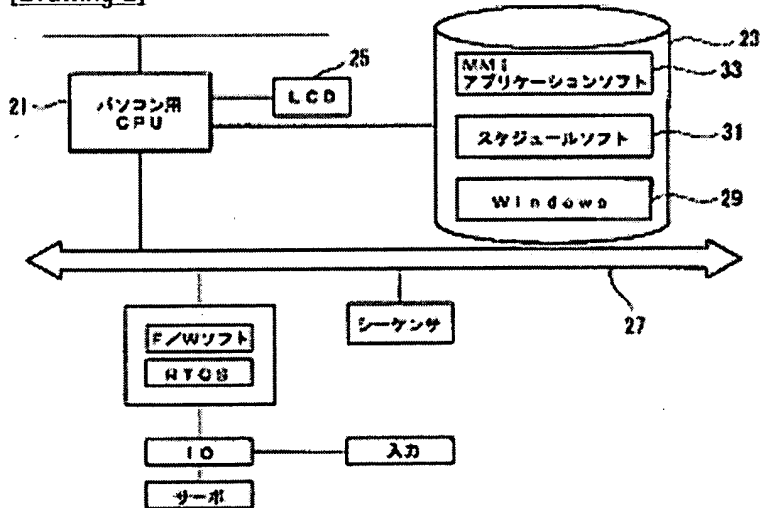 [Drawing 2]
23
25
MMI
アプリケーションソフト
33
21
パソコン用
CPU
LCD
スケジュールソフト
31
Windows
29
27
F/Wソフト
RTOS
シーケンサ
IO
入力
サーボ